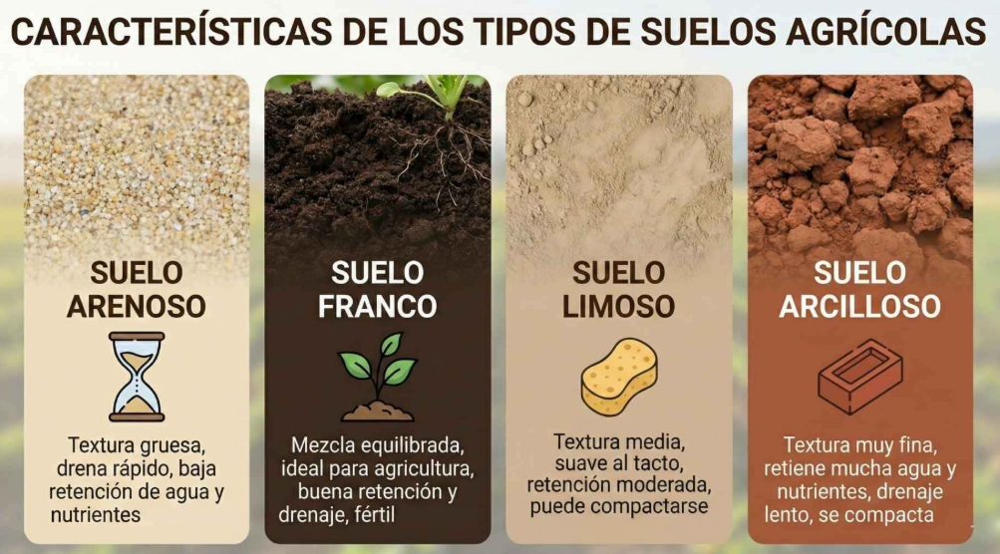 CARACTERÍSTICAS DE LOS TIPOS DE SUELOS AGRÍCOLAS
SUELO
ARENOSO
Textura gruesa,
drena rápido, baja
retención de agua y
nutrientes
SUELO
FRANCO
Mezcla equilibrada,
ideal para agricultura,
buena retención y
drenaje, fértil
SUELO
LIMOSO
Textura media,
suave al tacto,
retención moderada,
puede compactarse
SUELO
ARCILLOSO
Textura muy fina,
retiene mucha agua y
nutrientes, drenaje
lento, se compacta